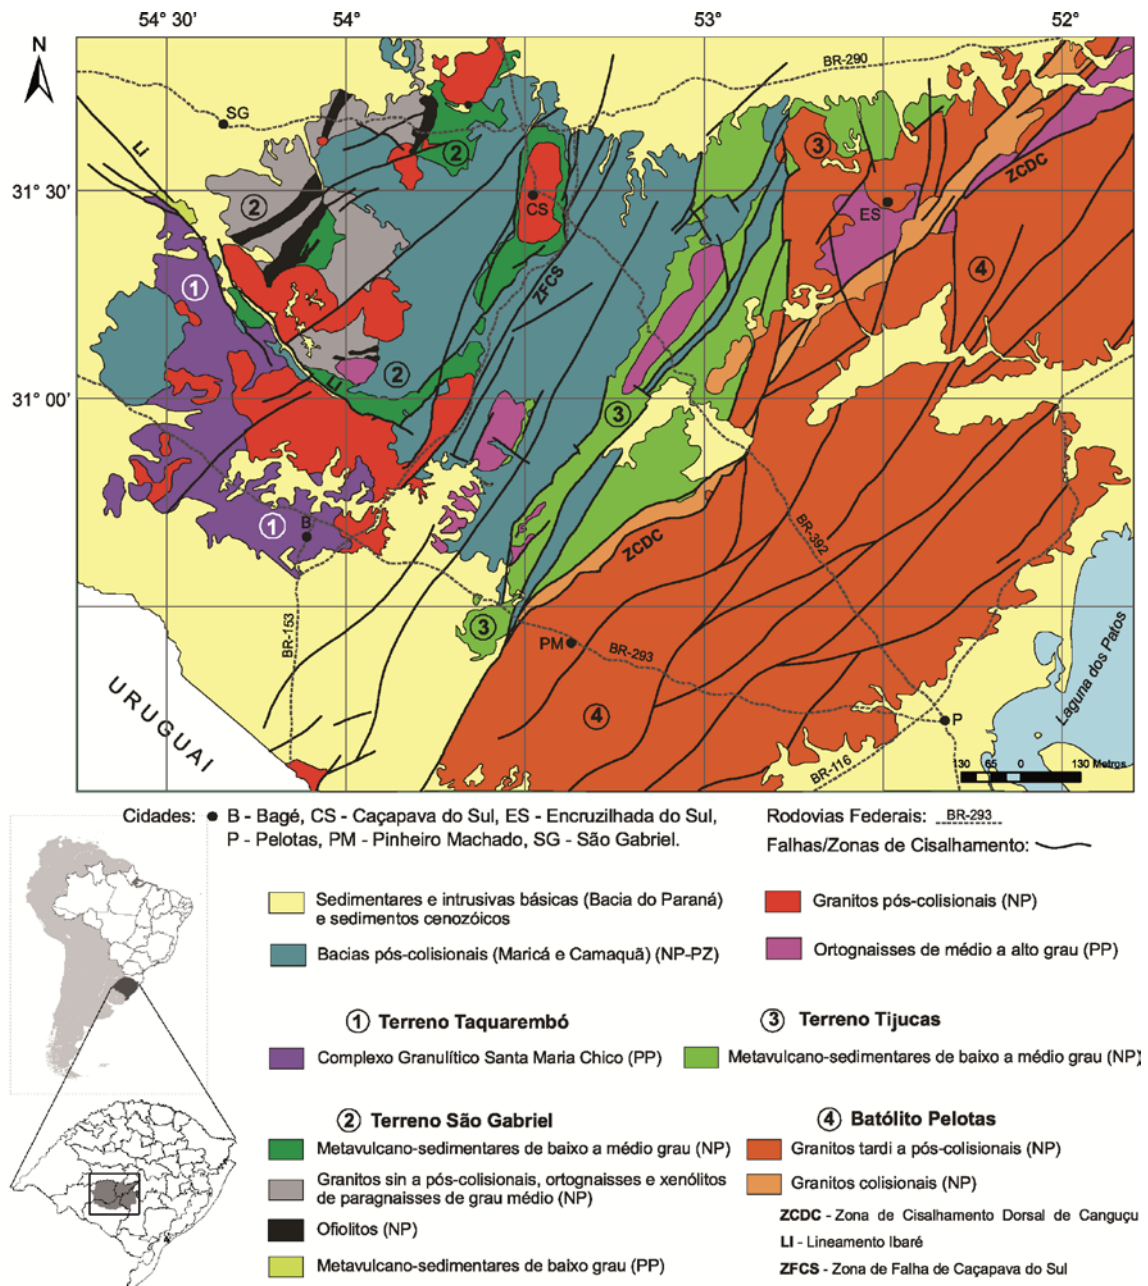 54° 30' 54° 53° 52°
N
BR-290
SG
LI
2
3
ZCDC
31° 30'
2
CS
ES
1
ZFCS
4
2
LI
31° 00'
3
1
B
ZCDC
BR-392
3
BR-153
PM
BR-293
Laguna dos Patos
4
P
URUGUAI
BR-116
130 65 0 130 Metros
Cidades: B - Bagé, CS - Caçapava do Sul, ES - Encruzilhada do Sul,
P - Pelotas, PM - Pinheiro Machado, SG - São Gabriel.
Rodovias Federais: BR-293
Falhas/Zonas de Cisalhamento:
Sedimentares e intrusivas básicas (Bacia do Paraná)
e sedimentos cenozóicos
Bacias pós-colisionais (Maricá e Camaquã) (NP-PZ)
Granitos pós-colisionais (NP)
Ortognaisses de médio a alto grau (PP)
1 Terreno Taquarembó
Complexo Granulítico Santa Maria Chico (PP)
3 Terreno Tijucas
Metavulcano-sedimentares de baixo a médio grau (NP)
2 Terreno São Gabriel
Metavulcano-sedimentares de baixo a médio grau (NP)
Granitos sin a pós-colisionais, ortognaisses e xenólitos
de paragnaisses de grau médio (NP)
Ofiolitos (NP)
Metavulcano-sedimentares de baixo grau (PP)
4 Batólito Pelotas
Granitos tardi a pós-colisionais (NP)
Granitos colisionais (NP)
ZCDC - Zona de Cisalhamento Dorsal de Canguçu
LI - Lineamento Ibaré
ZFCS - Zona de Falha de Caçapava do Sul